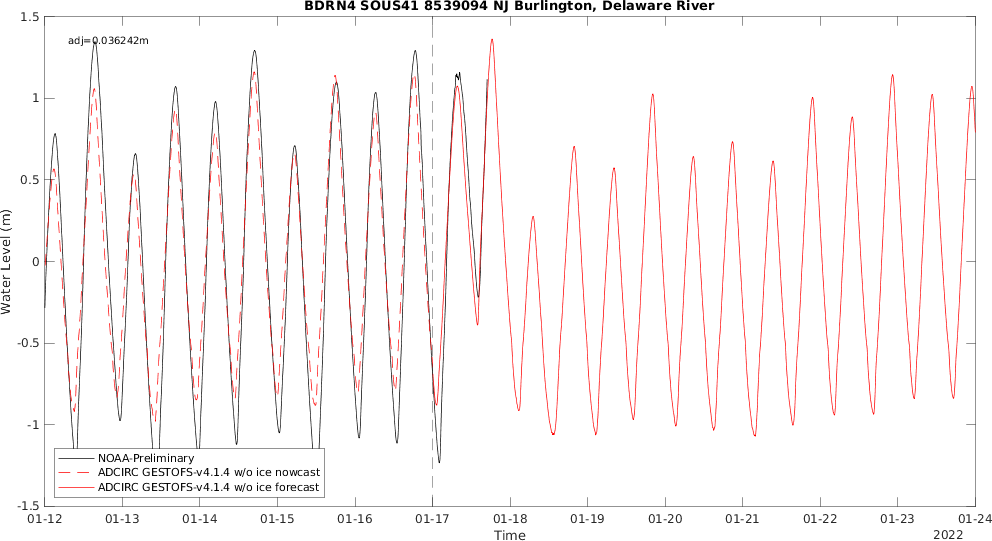 BDRN4 SOUS41 8539094 NJ Burlington, Delaware River
adj=0.036242m
1.5
1
0.5
0
-0.5
-1
-1.5
Water Level (m)
NOAA-Preliminary
ADCIRC GESTOFS-v4.1.4 w/o ice nowcast
ADCIRC GESTOFS-v4.1.4 w/o ice forecast
01-12 01-13 01-14 01-15 01-16 01-17 01-18 01-19 01-20 01-21 01-22 01-23 01-24
Time
2022